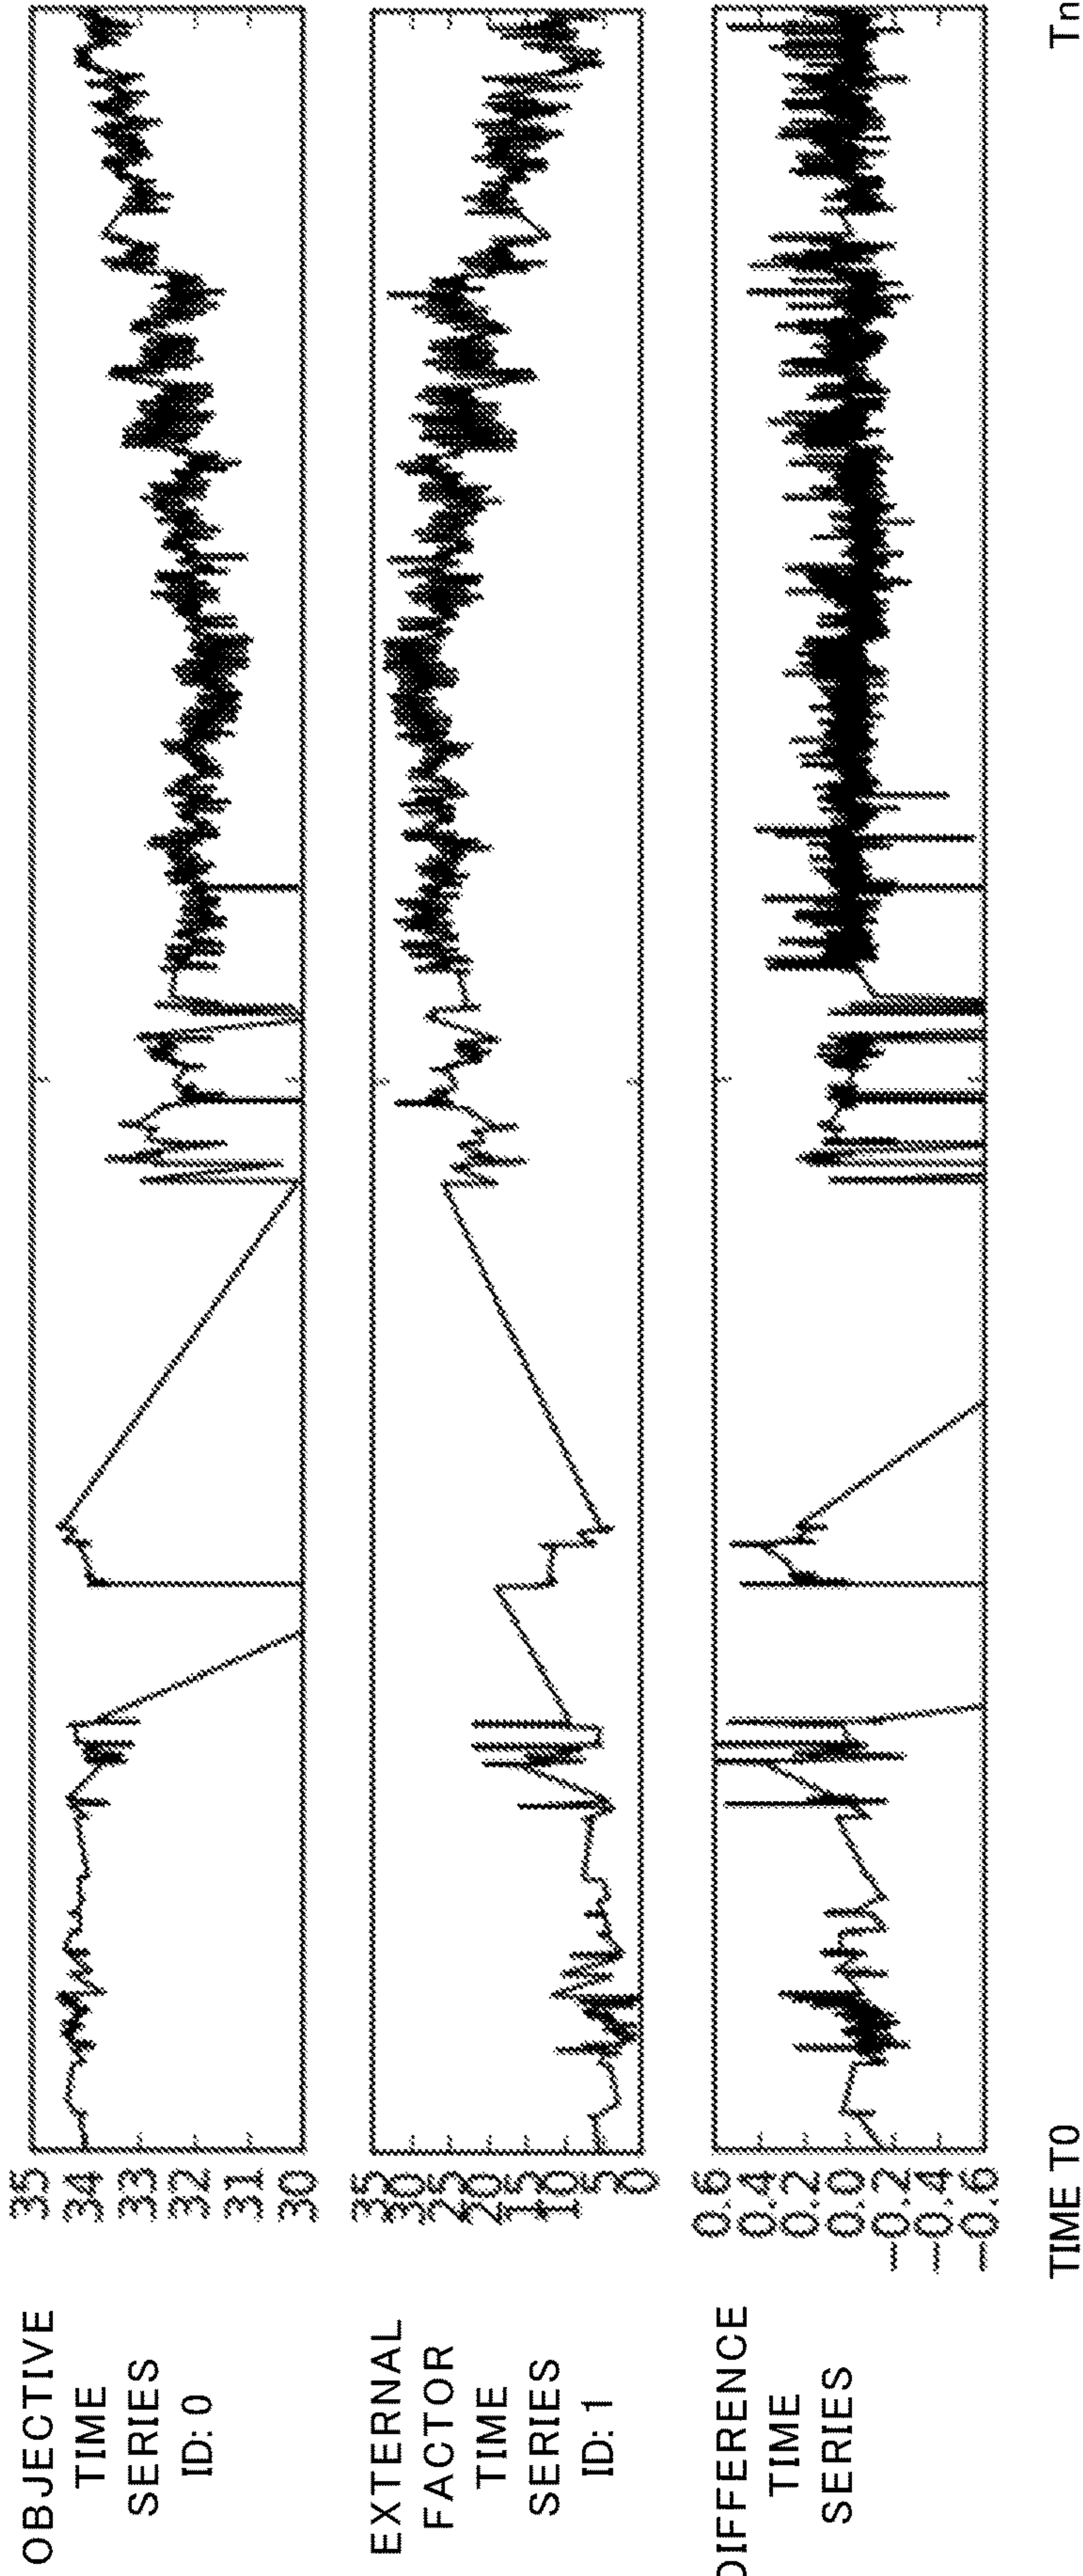 OBJECTIVE
TIME
SERIES
ID: 0
35
34
33
32
31
30
EXTERNAL
FACTOR
TIME
SERIES
ID: 1
35
30
25
20
15
10
5
0
DIFFERENCE
TIME
SERIES
0.6
0.4
0.2
0.0
-0.2
-0.4
-0.6
TIME T0
Tn